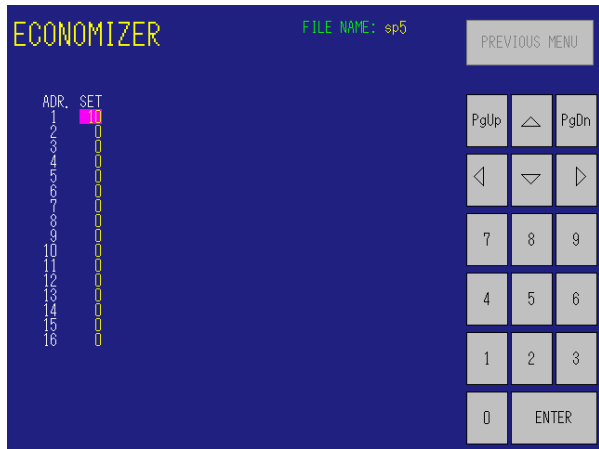 ECONOMIZER
FILE NAME: sp5
PREVIOUS MENU
ADR. SET
1 10
2 0
3 0
4 0
5 0
6 0
7 0
8 0
9 0
10 0
11 0
12 0
13 0
14 0
15 0
16 0
PgUp PgDn
7 8 9
4 5 6
1 2 3
0 ENTER